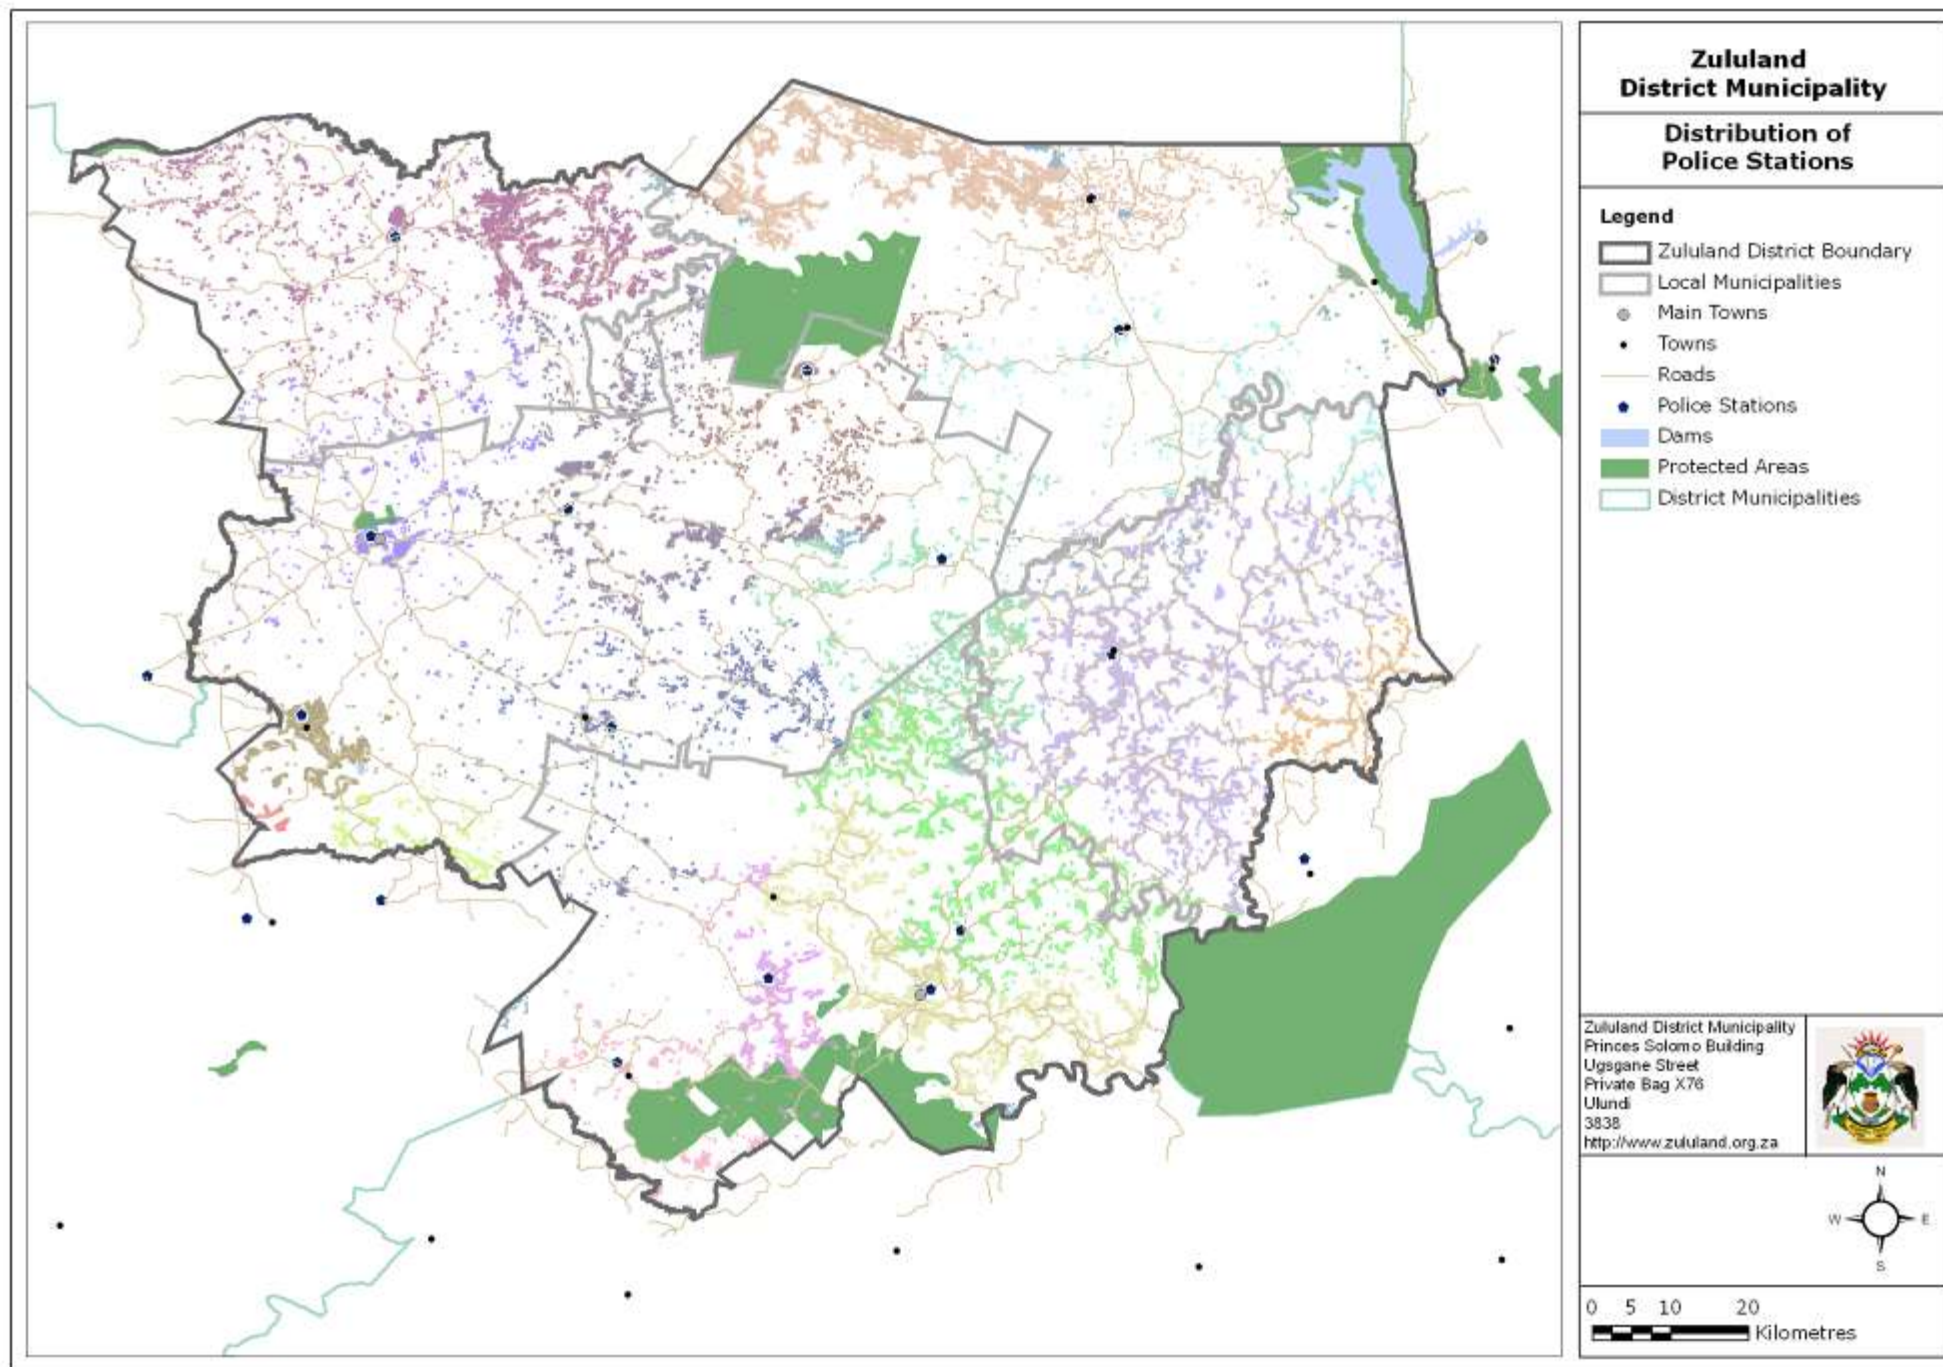 Zululand
District Municipality
Distribution of
Police Stations
Legend
Zululand District Boundary
Local Municipalities
Main Towns
Towns
Roads
Police Stations
Dams
Protected Areas
District Municipalities
Zululand District Municipality
Princes Solomo Building
Ugsgane Street
Private Bag X76
Ulundi
3838
http://www.zululand.org.za
N
W E
S
0 5 10 20
Kilometres